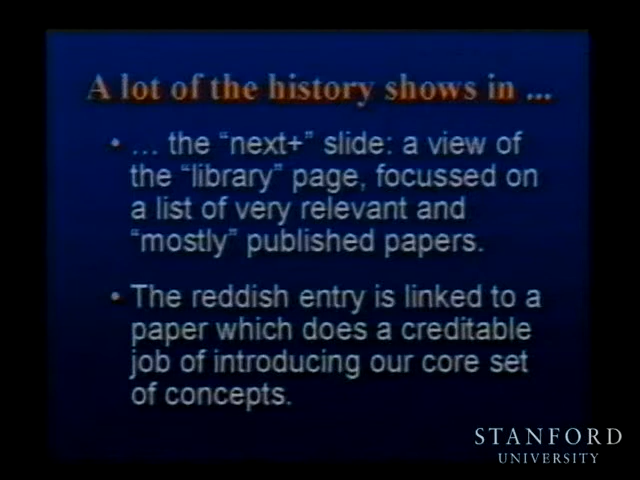 A lot of the history shows in ...
• ... the “next+” slide: a view of
the “library” page, focussed on
a list of very relevant and
“mostly” published papers.
• The reddish entry is linked to a
paper which does a creditable
job of introducing our core set
of concepts.
STANFORD
UNIVERSITY